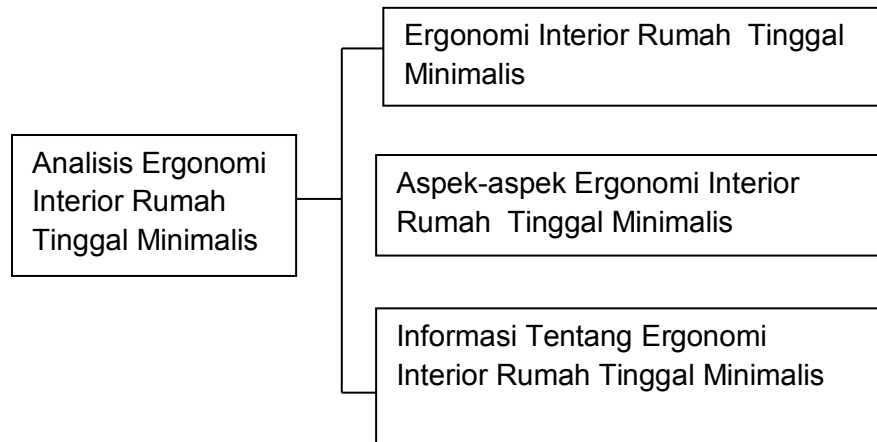 Ergonomi Interior Rumah  Tinggal
Minimalis
Analisis Ergonomi
Interior Rumah
Tinggal Minimalis
Aspek-aspek Ergonomi Interior
Rumah  Tinggal Minimalis
Informasi Tentang Ergonomi
Interior Rumah Tinggal Minimalis